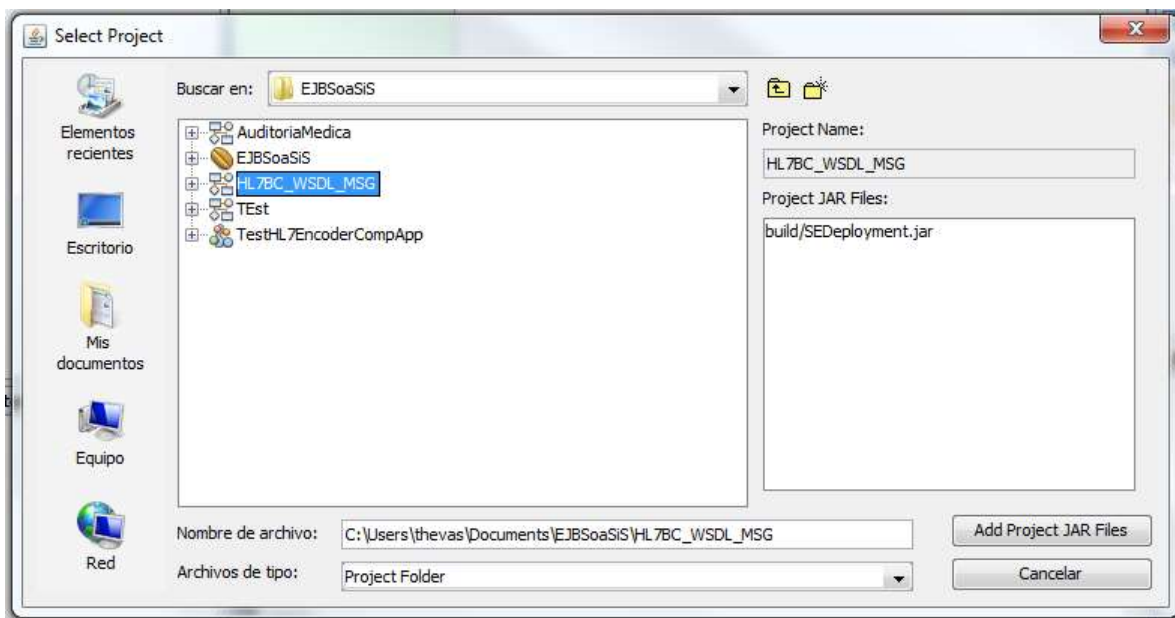 Select Project
Buscar en:
EJBSoaSiS
Elementos
recientes
Escritorio
Mis
documentos
Equipo
Red
AuditoriaMedica
EJBSoaSiS
HL7BC_WSDL_MSG
TEst
TestHL7EncoderCompApp
Project Name:
HL7BC_WSDL_MSG
Project JAR Files:
build/SEDeployment.jar
Nombre de archivo:
C:\Users\thevas\Documents\EJBSoaSiS\HL7BC_WSDL_MSG
Add Project JAR Files
Archivos de tipo:
Project Folder
Cancelar